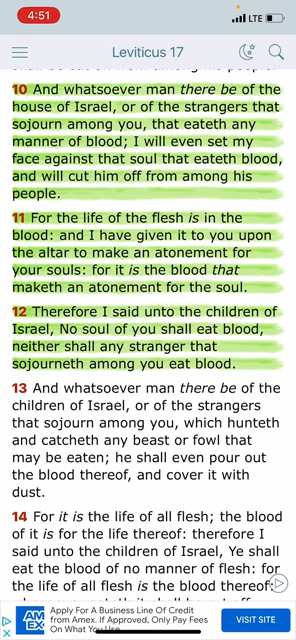 4:51
LTE
Leviticus 17
10 And whatsoever man there be of the
house of Israel, or of the strangers that
sojourn among you, that eateth any
manner of blood; I will even set my
face against that soul that eateth blood,
and will cut him off from among his
people.
11 For the life of the flesh is in the
blood: and I have given it to you upon
the altar to make an atonement for
your souls: for it is the blood that
maketh an atonement for the soul.
12 Therefore I said unto the children of
Israel, No soul of you shall eat blood,
neither shall any stranger that
sojourneth among you eat blood.
13 And whatsoever man there be of the
children of Israel, or of the strangers
that sojourn among you, which hunteth
and catcheth any beast or fowl that
may be eaten; he shall even pour out
the blood thereof, and cover it with
dust.
14 For it is the life of all flesh; the blood
of it is for the life thereof: therefore I
said unto the children of Israel, Ye shall
eat the blood of no manner of flesh: for
the life of all flesh is the blood thereof:
AM
EX
Apply For A Business Line Of Credit
from Amex. If Approved, Only Pay Fees
On What You Use
VISIT SITE